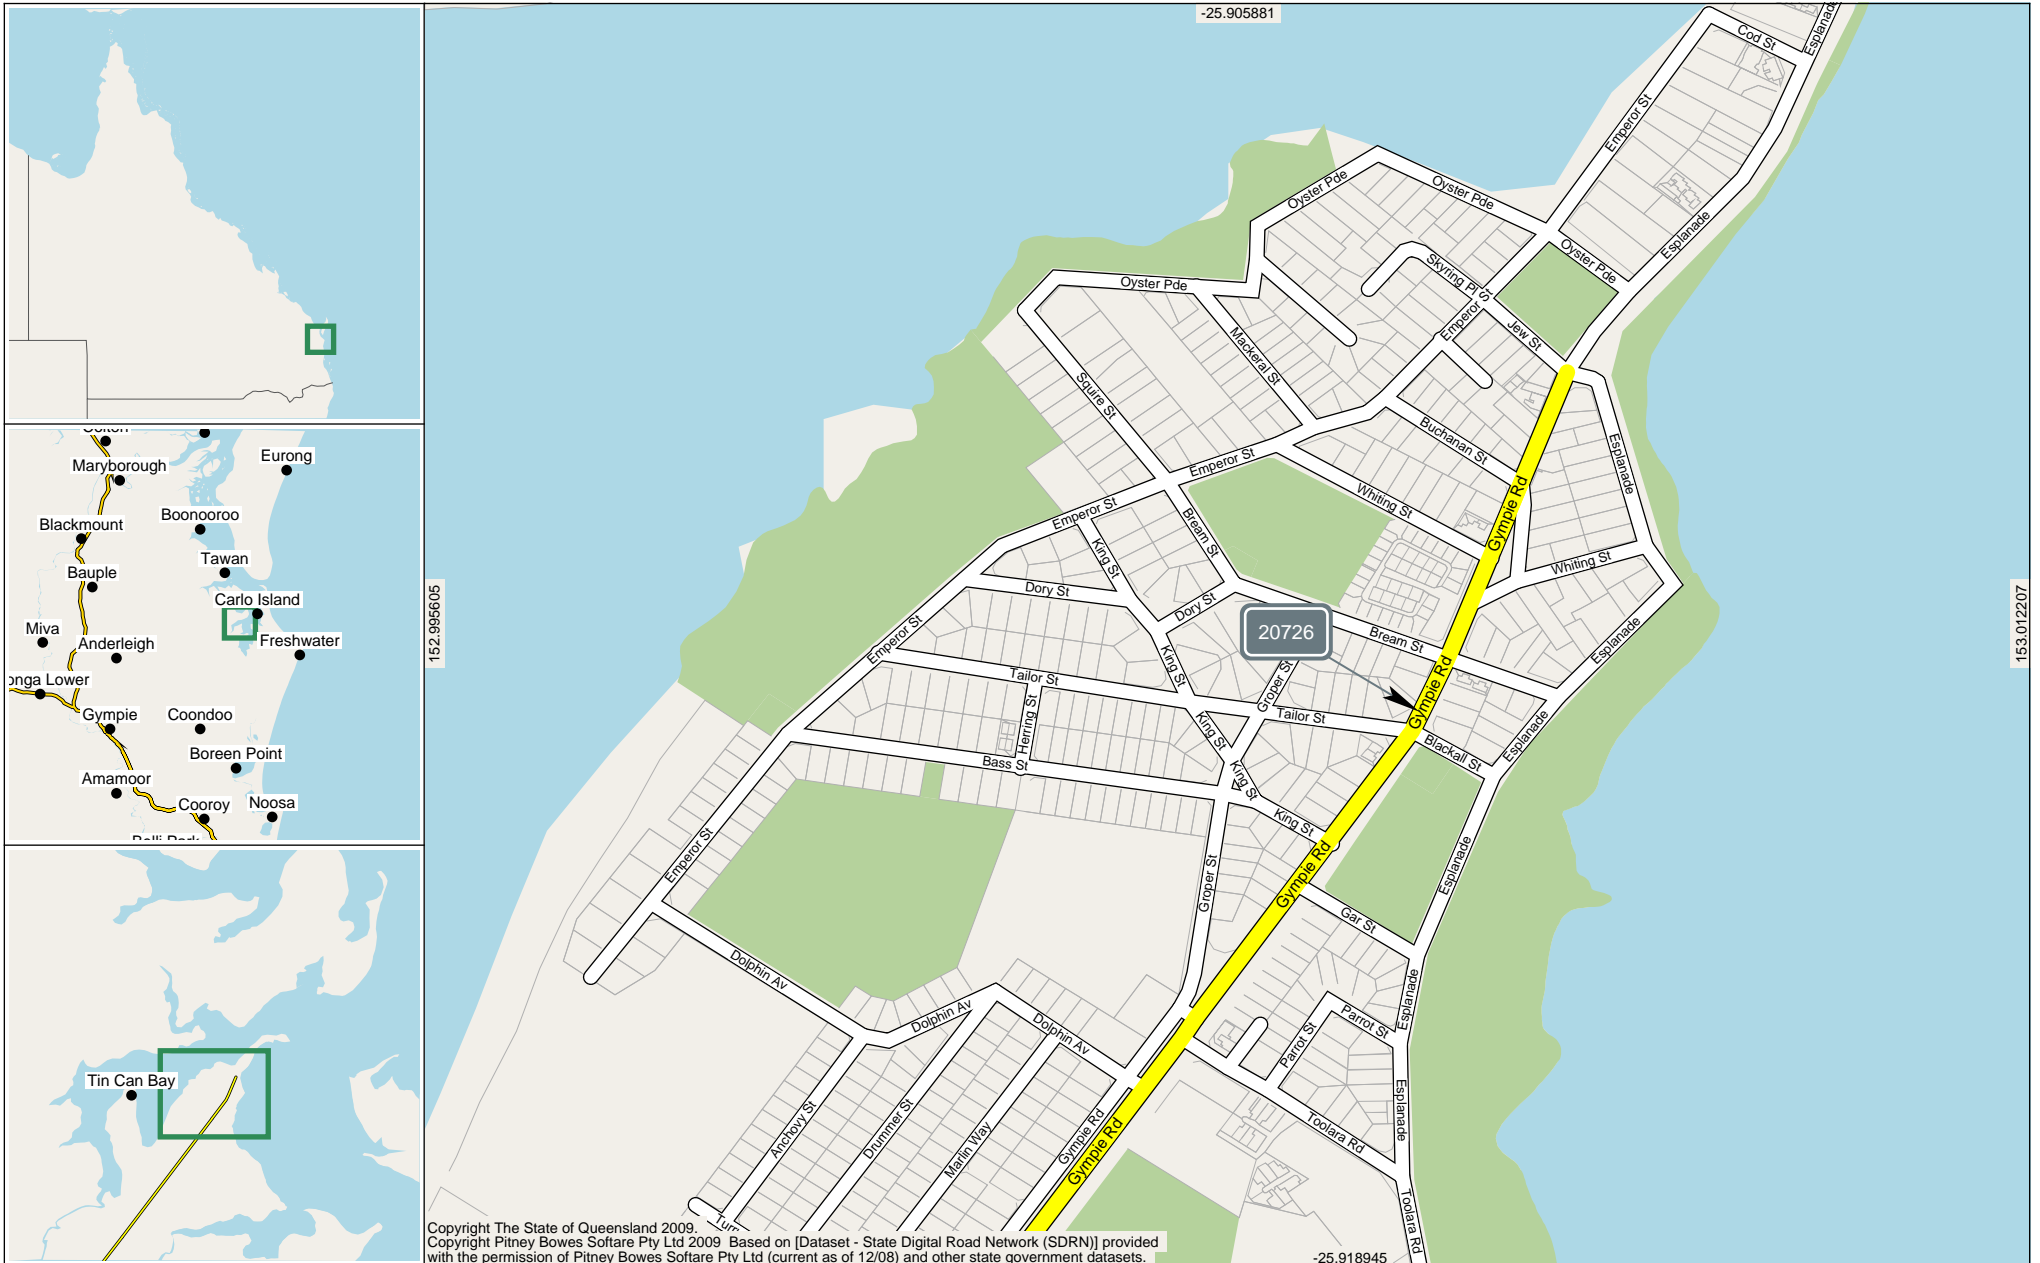 Colton
Maryborough
Eurong
Blackmount
Boonooroo
Bauple
Tawan
Carlo Island
Miva
Anderleigh
Freshwater
onga Lower
Gympie
Coondoo
Boreen Point
Amamoor
Cooroy
Noosa
Belli Park
Tin Can Bay
-25.905881
152.995605
153.012207
-25.918945
Cod St
Esplanade
Emperor St
Oyster Pde
Oyster Pde
Esplanade
Oyster Pde
Skyring Pl
Oyster Pde
Emperor St
Jew St
Mackeral St
Squire St
Buchanan St
Esplanade
Emperor St
Whiting St
Gympie Rd
Emperor St
Bream St
King St
Whiting St
Dory St
Dory St
20726
Bream St
Esplanade
Emperor St
King St
Tailor St
Groper St
Gympie Rd
Herring St
Tailor St
King St
Blackall St
Esplanade
Bass St
King St
King St
Emperor St
Gympie Rd
Esplanade
Groper St
Gar St
Dolphin Av
Dolphin Av
Dolphin Av
Esplanade
Parrot St
Parrot St
Anchovy St
Drummer St
Marlin Way
Gympie Rd
Gympie Rd
Toolara Rd
Esplanade
Toolara Rd
Turr
Copyright The State of Queensland 2009.
Copyright Pitney Bowes Softare Pty Ltd 2009 Based on [Dataset - State Digital Road Network (SDRN)] provided
with the permission of Pitney Bowes Softare Pty Ltd (current as of 12/08) and other state government datasets.